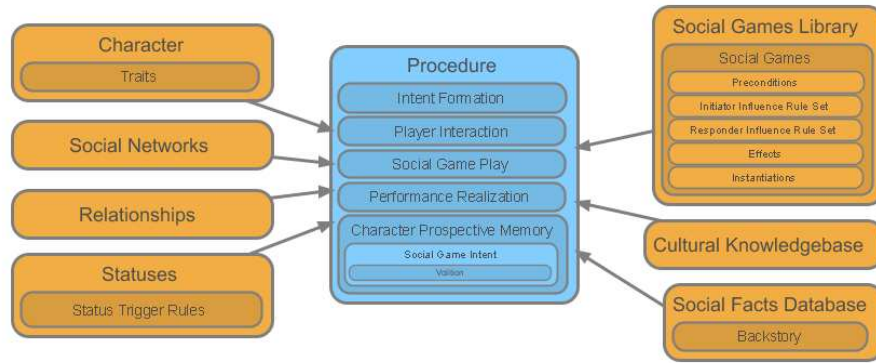 Character
Traits
Social Networks
Relationships
Statuses
Status Trigger Rules
Procedure
Intent Formation
Player Interaction
Social Game Play
Performance Realization
Character Prospective Memory
Social Game Intent
Volition
Social Games Library
Social Games
Preconditions
Initiator Influence Rule Set
Responder Influence Rule Set
Effects
Instantiations
Cultural Knowledgebase
Social Facts Database
Backstory